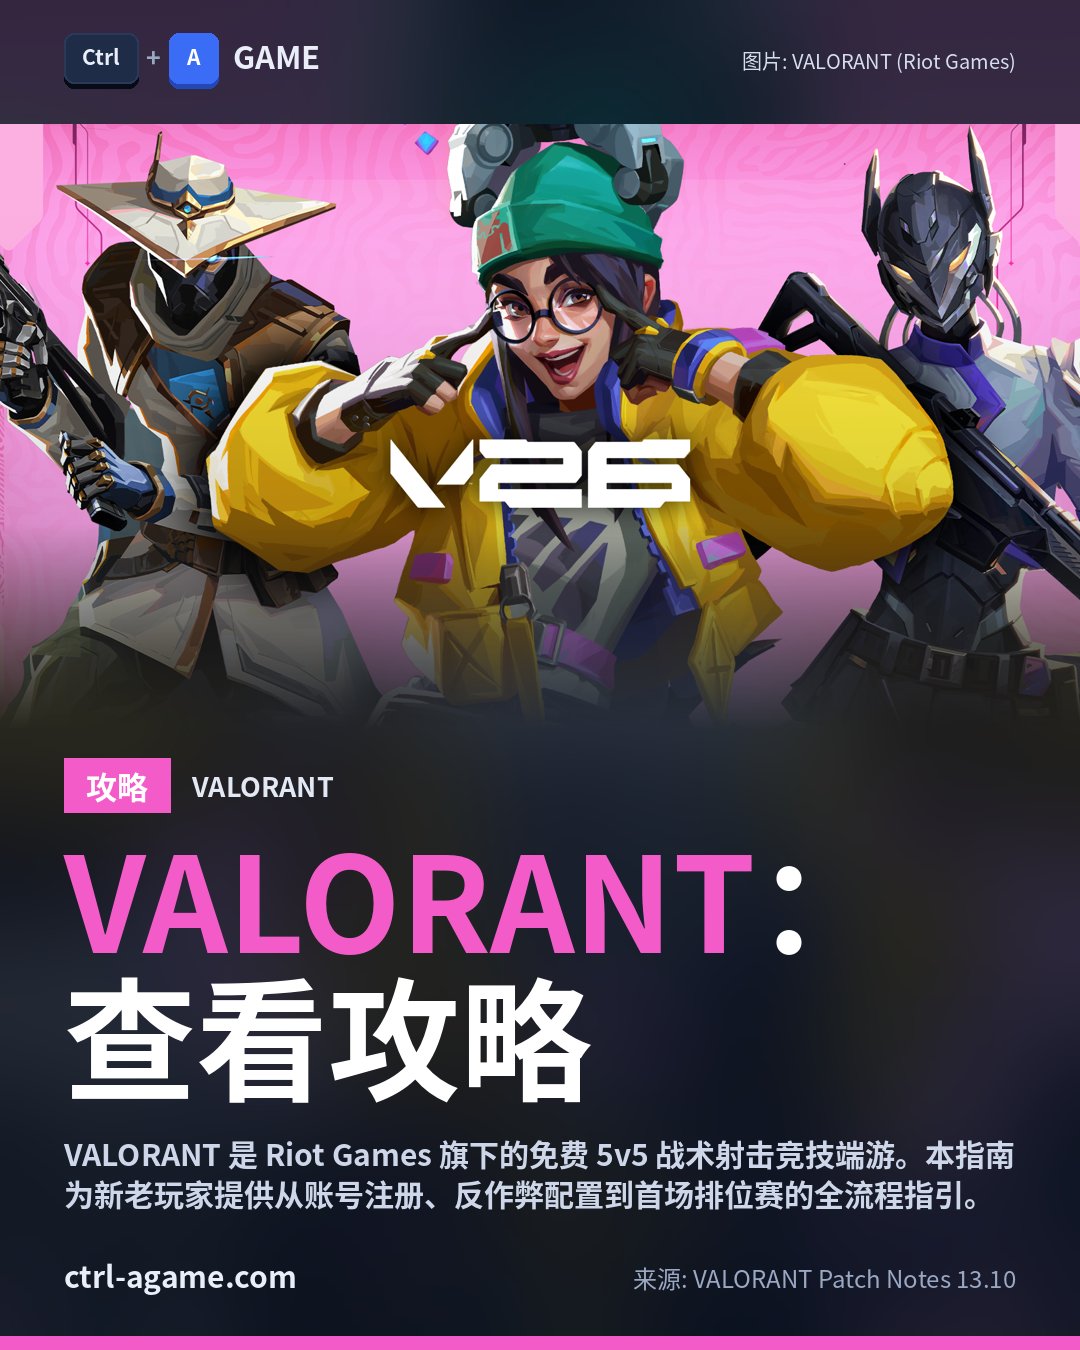 Ctrl + A GAME
图片: VALORANT (Riot Games)
V26
攻略 VALORANT
VALORANT：
查看攻略
VALORANT 是 Riot Games 旗下的免费 5v5 战术射击竞技端游。本指南
为新老玩家提供从账号注册、反作弊配置到首场排位赛的全流程指引。
ctrl-agame.com
来源: VALORANT Patch Notes 13.10